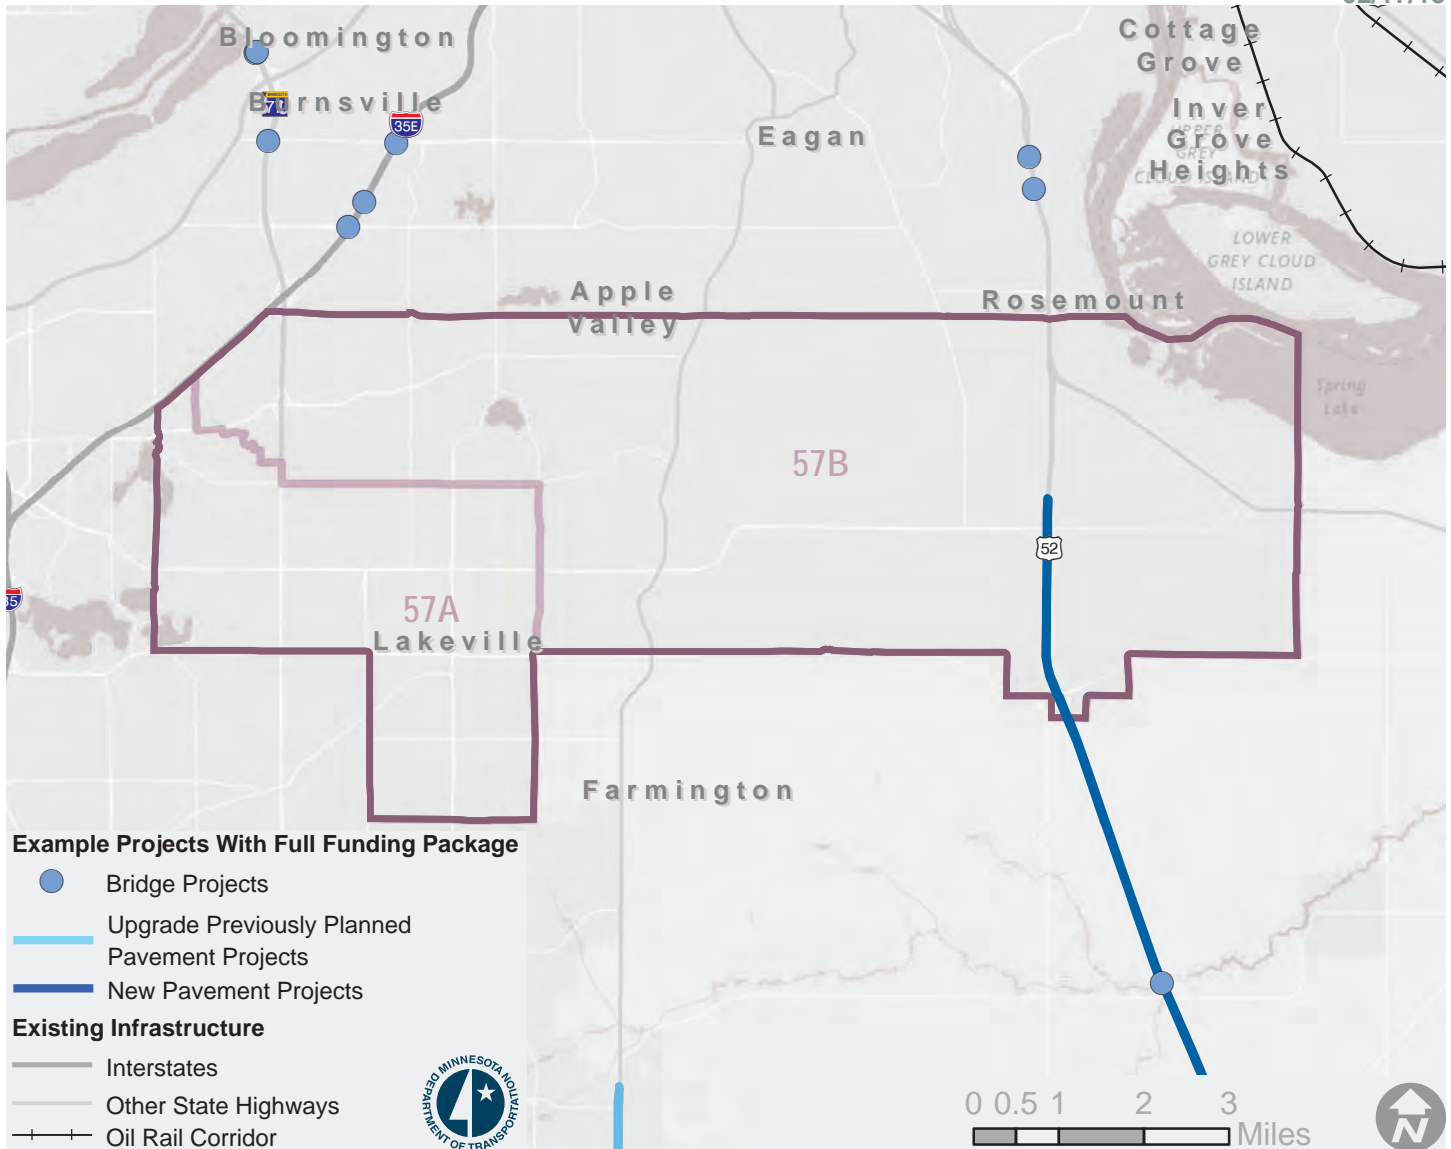 Bloomington
Burnsville
35E
Eagan
Cottage
Grove
Inver
Grove
Heights
UPPER
GREY
CLOUD ISLAND
LOWER
GREY CLOUD
ISLAND
Apple
Valley
Rosemount
Spring
Lake
57B
52
35
57A
Lakeville
Farmington
Example Projects With Full Funding Package
Bridge Projects
Upgrade Previously Planned
Pavement Projects
New Pavement Projects
Existing Infrastructure
Interstates
Other State Highways
Oil Rail Corridor
MINNESOTA
DEPARTMENT OF TRANSPORTATION
0 0.5 1 2 3
Miles
N